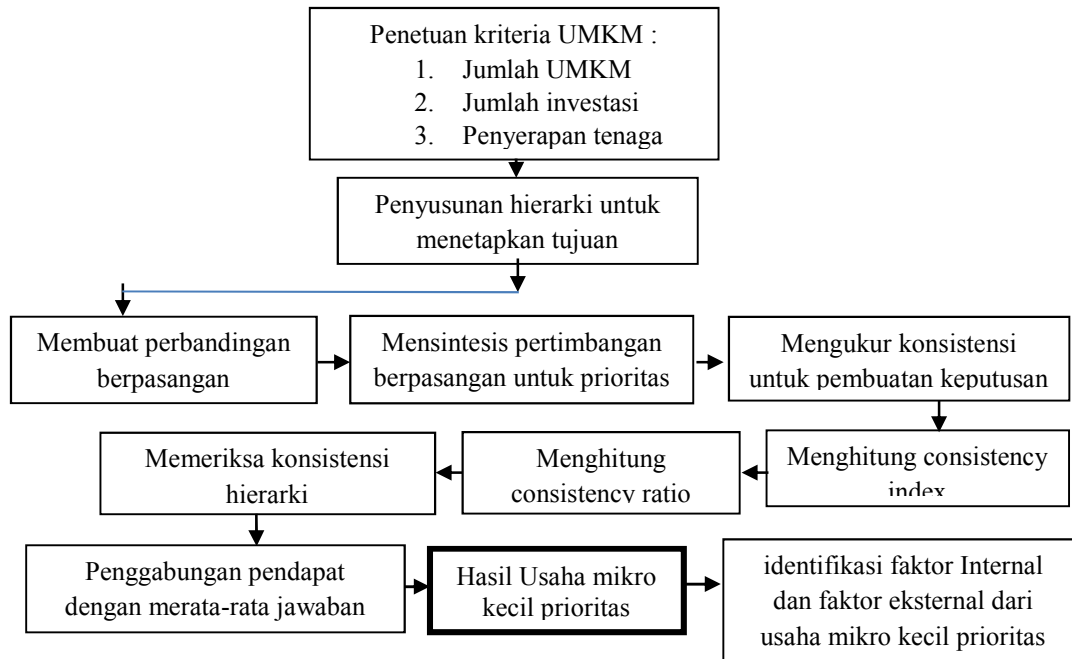 Penetuan kriteria UMKM :
1. Jumlah UMKM
2. Jumlah investasi
3. Penyerapan tenaga
Penyusunan hierarki untuk
menetapkan tujuan
Membuat perbandingan
berpasangan
Mensintesis pertimbangan
berpasangan untuk prioritas
Mengukur konsistensi
untuk pembuatan keputusan
Menghitung consistency
index
Menghitung
consistency ratio
Memeriksa konsistensi
hierarki
Penggabungan pendapat
dengan merata-rata jawaban
Hasil Usaha mikro
kecil prioritas
identifikasi faktor Internal
dan faktor eksternal dari
usaha mikro kecil prioritas